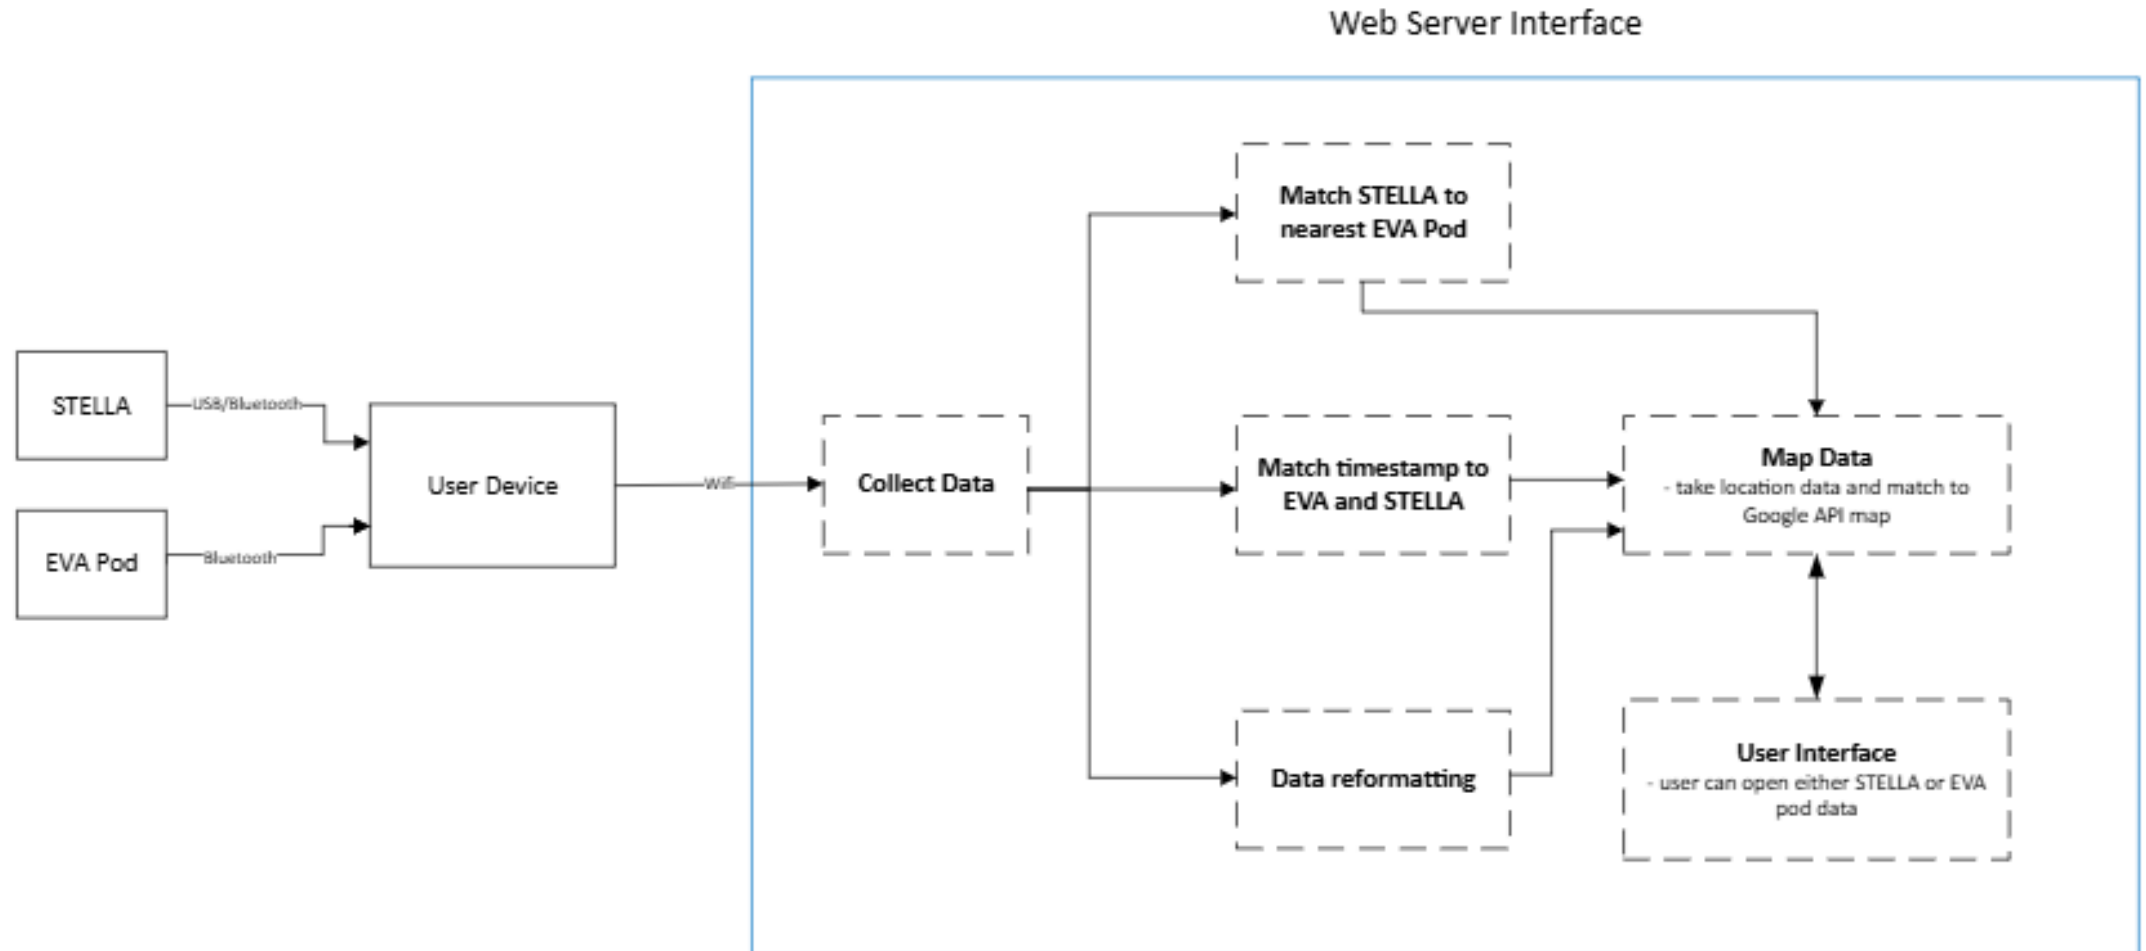 Web Server Interface
Match STELLA to
nearest EVA Pod
STELLA
USB/Bluetooth
User Device
Wifi
Collect Data
Match timestamp to
EVA and STELLA
Map Data
- take location data and match to
Google API map
EVA Pod
Bluetooth
Data reformatting
User Interface
- user can open either STELLA or EVA
pod data